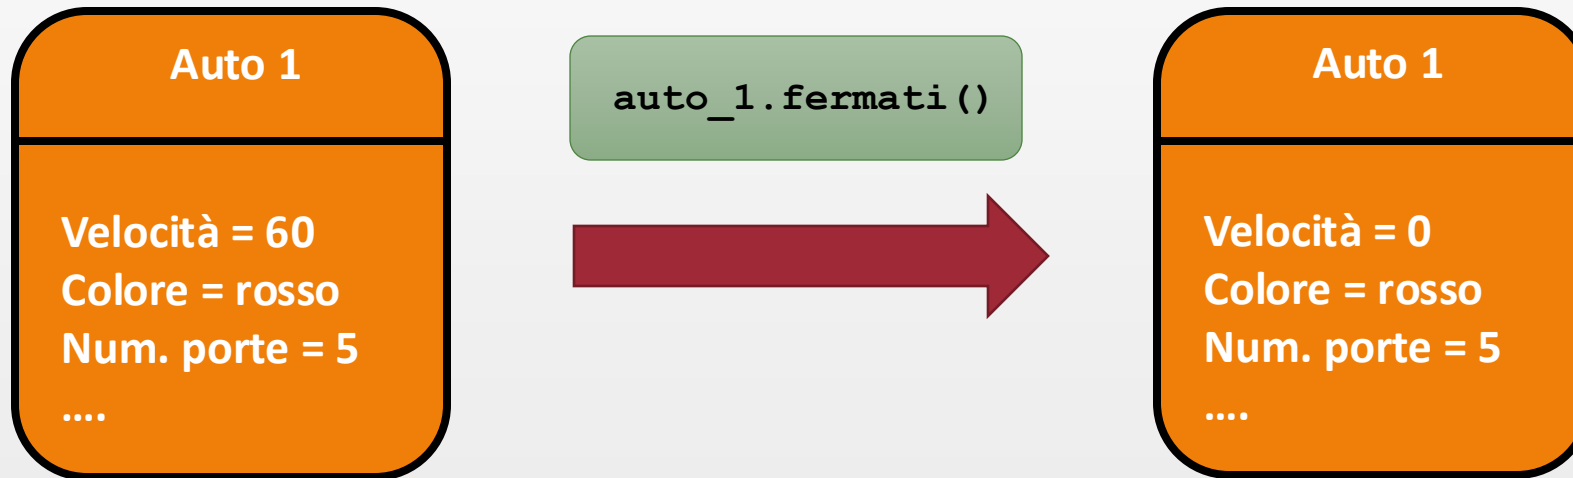 Auto 1
Velocità = 60
Colore = rosso
Num. porte = 5
....
auto_1.fermati()
Auto 1
Velocità = 0
Colore = rosso
Num. porte = 5
....